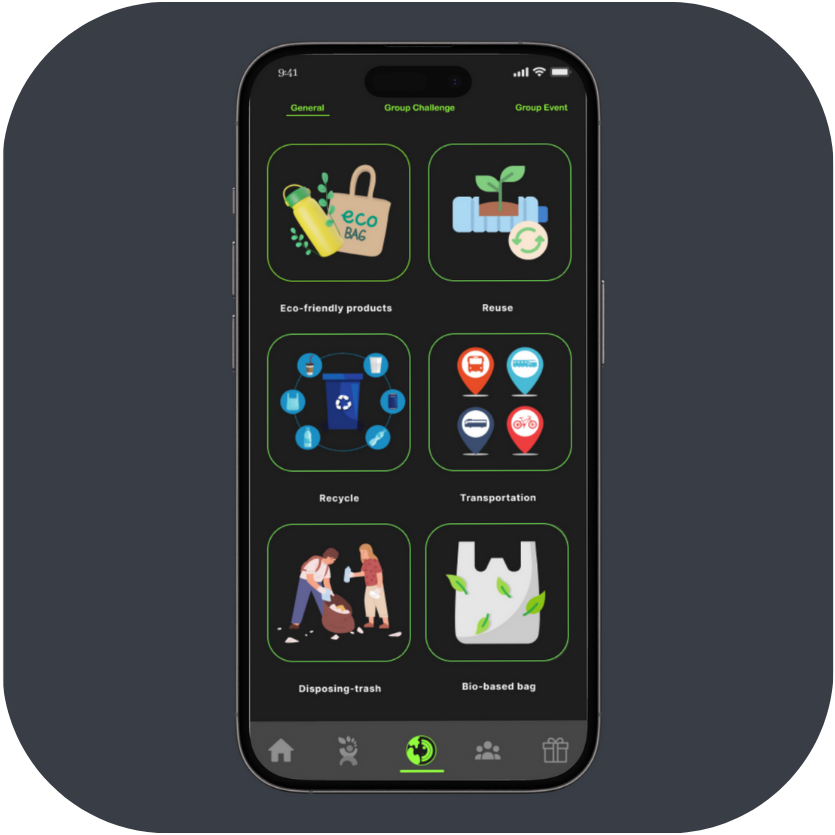 9:41
General Group Challenge Group Event
eco
BAG
Eco-friendly products Reuse
Recycle Transportation
Disposing-trash Bio-based bag